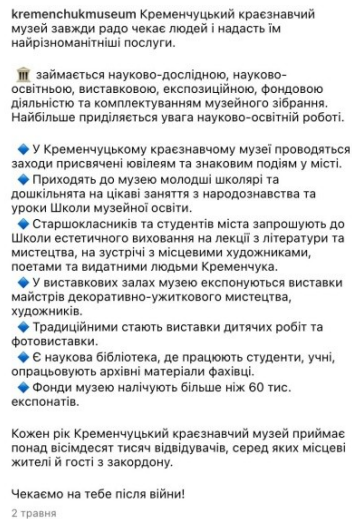 kremenchukmuseum Кременчуцький краєзнавчий
музей завжди радо чекає людей і надасть їм
найрізноманітніші послуги.
🏛 займається науково-дослідною, науково-
освітньою, виставковою, експозиційною, фондовою
діяльністю та комплектуванням музейного зібрання.
Найбільше приділяється увага науково-освітній роботі.
🔷У Кременчуцькому краєзнавчому музеї проводяться
заходи присвячені ювілеям та знаковим подіям у місті.
🔷Приходять до музею молодші школярі та
дошкільнята на цікаві заняття з народознавства та
уроки Школи музейної освіти.
🔷Старшокласників та студентів міста запрошують до
Школи естетичного виховання на лекції з літератури та
мистецтва, на зустрічі з місцевими художниками,
поетами та видатними людьми Кременчука.
🔷У виставкових залах музею експонуються виставки
майстрів декоративно-ужиткового мистецтва,
художників.
🔷Традиційними стають виставки дитячих робіт та
фотовиставки.
🔷Є наукова бібліотека, де працюють студенти, учні,
опрацьовують архівні матеріали фахівці.
🔷Фонди музею налічують більше ніж 60 тис.
експонатів.
Кожен рік Кременчуцький краєзнавчий музей приймає
понад вісімдесят тисяч відвідувачів, серед яких місцеві
жителі й гості з закордону.
Чекаємо на тебе після війни!
2 травня